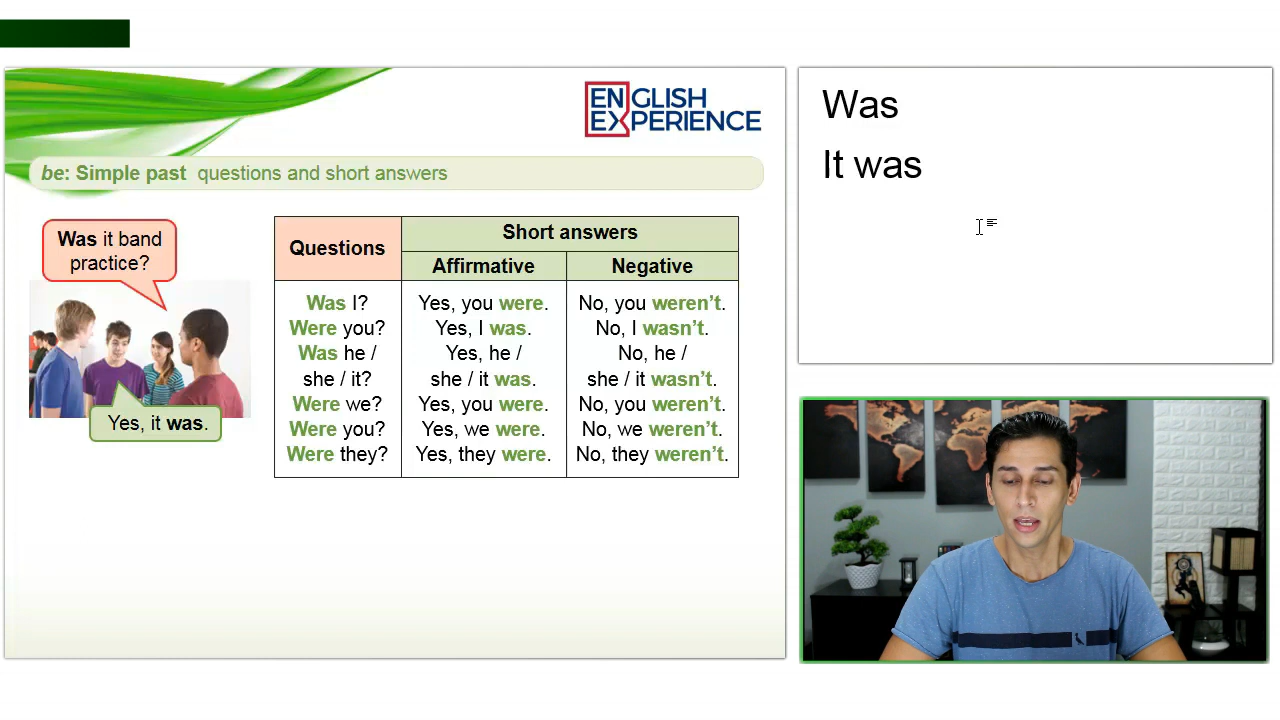 ENGLISH
EXPERIENCE
be: Simple past questions and short answers
Was it band
practice?
Yes, it was.
Questions
Short answers
Affirmative
Negative
Was I? Yes, you were. No, you weren't.
Were you? Yes, I was. No, I wasn't.
Was he / Yes, he / No, he /
she / it? she / it was. she / it wasn't.
Were we? Yes, you were. No, you weren't.
Were you? Yes, we were. No, we weren't.
Were they? Yes, they were. No, they weren't.
Was
It was